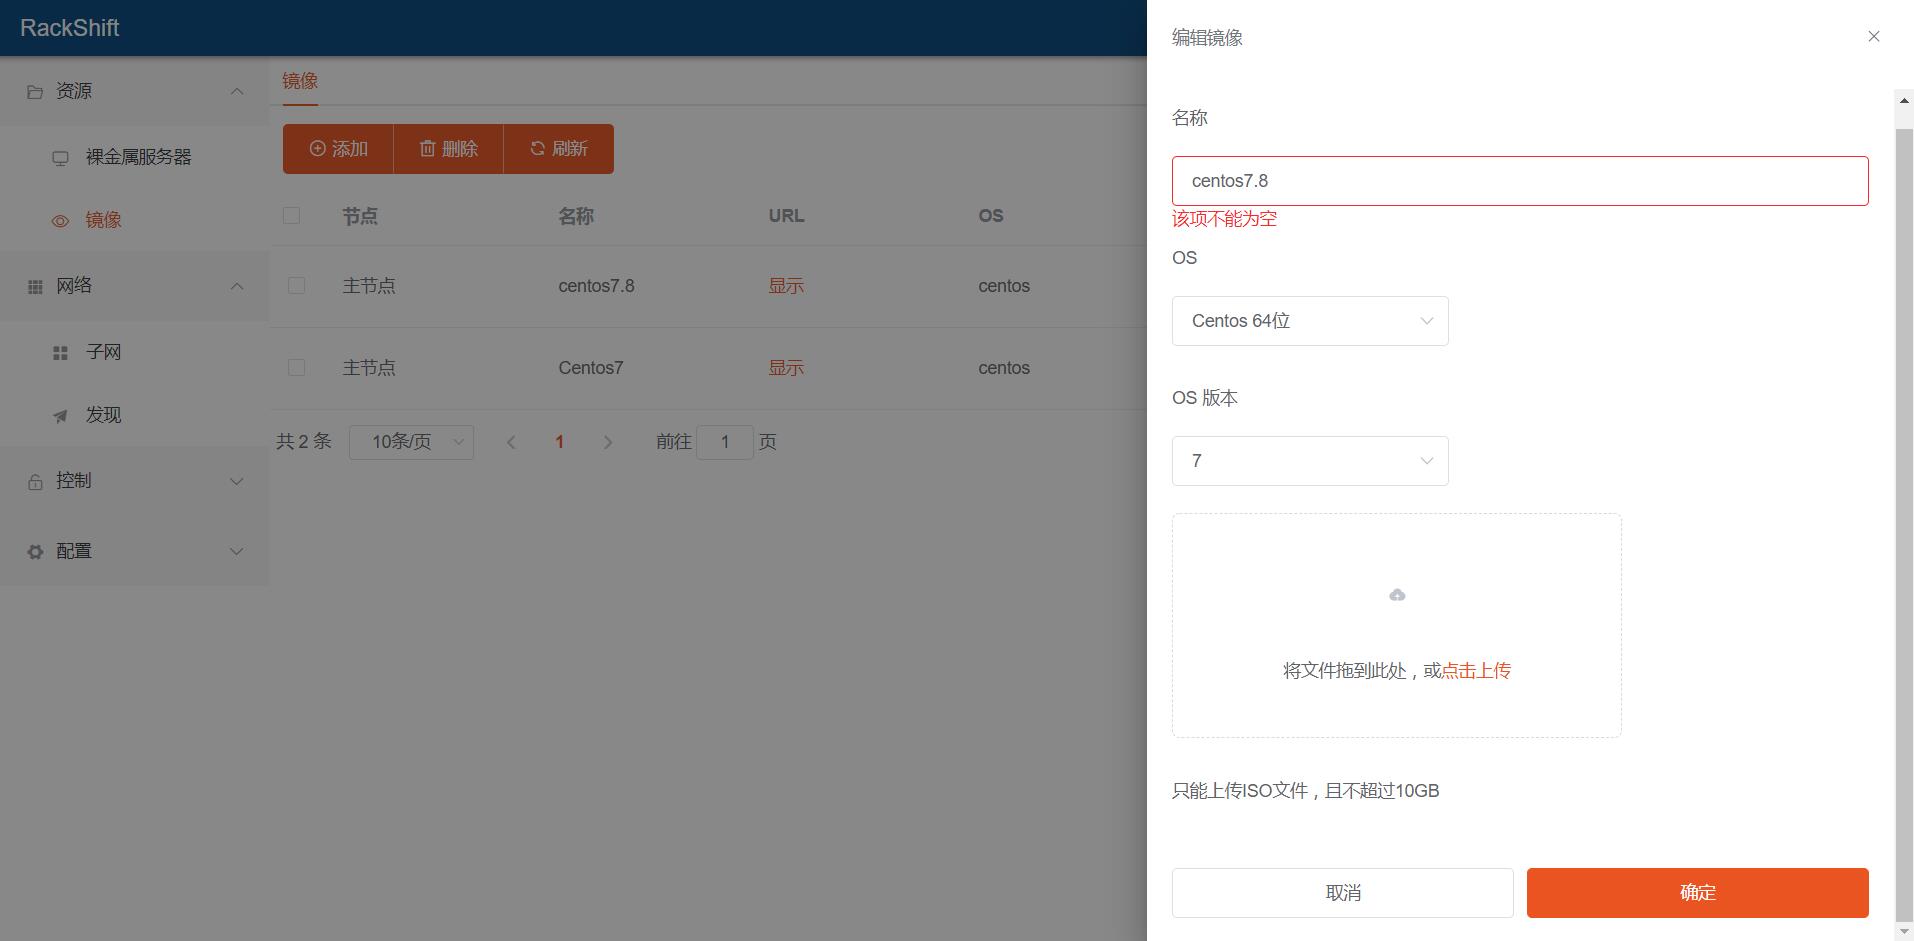 RackShift
资源
裸金属服务器
镜像
网络
子网
发现
控制
配置
镜像
添加 删除 刷新
节点 名称 URL OS
主节点 centos7.8 显示 centos
主节点 Centos7 显示 centos
共 2 条 10条/页 1 前往 1 页
编辑镜像
名称
centos7.8
该项不能为空
OS
Centos 64位
OS 版本
7
将文件拖到此处，或点击上传
只能上传ISO文件，且不超过10GB
取消 确定